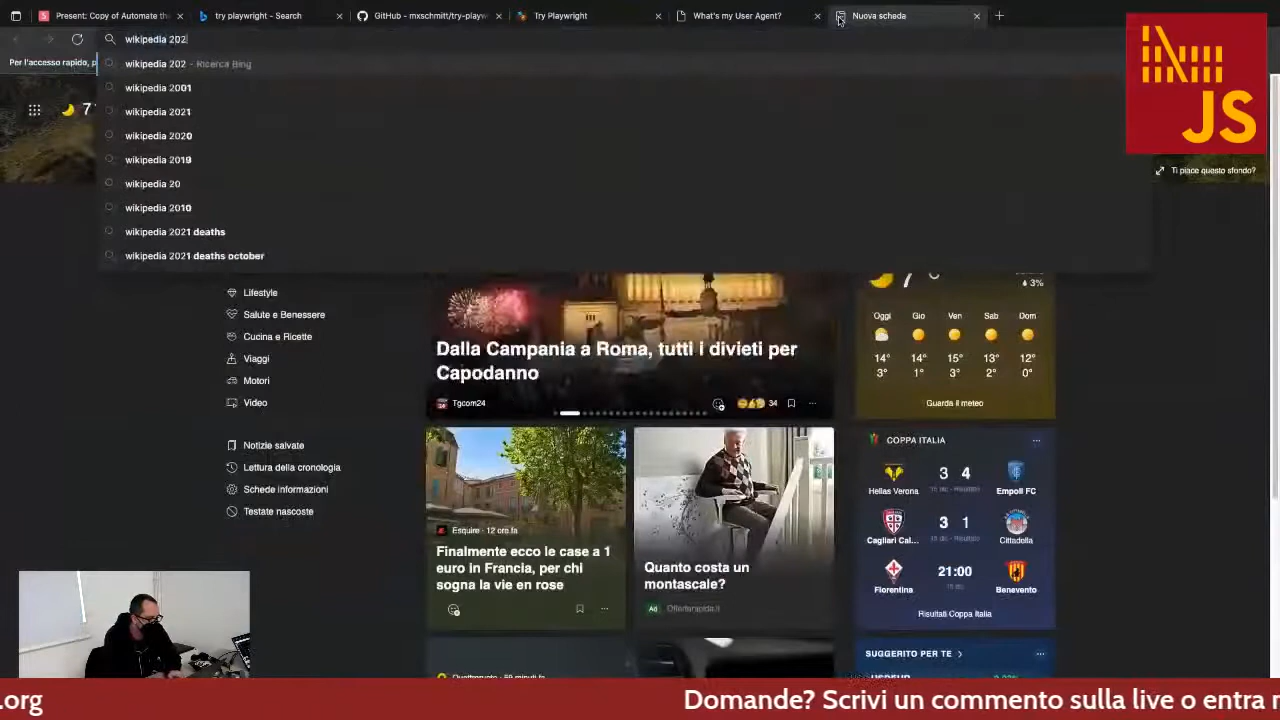 Present: Copy of Automate th
try playwright - Search
GitHub - mxschmitt/try-playw
Try Playwright
What's my User Agent?
Nuova scheda
wikipedia 202
Per l'accesso rapido, p
wikipedia 202 - Ricerca Bing
wikipedia 2001
wikipedia 2021
wikipedia 2020
wikipedia 2019
wikipedia 20
wikipedia 2010
wikipedia 2021 deaths
wikipedia 2021 deaths october
JS
7
Ti piace questo sfondo?
Lifestyle
Salute e Benessere
Cucina e Ricette
Viaggi
Motori
Video
Notizie salvate
Lettura della cronologia
Schede informazioni
Testate nascoste
Dalla Campania a Roma, tutti i divieti per
Capodanno
Tgcom24
34
3%
Oggi Gio Ven Sab Dom
14° 14° 15° 13° 12°
3° 1° 3° 2° 0°
Guarda il meteo
Esquire · 12 ore fa
Finalmente ecco le case a 1
euro in Francia, per chi
sogna la vie en rose
Quanto costa un
montascale?
Ad Offertarapida.it
COPPA ITALIA
3 4
Hellas Verona
Empoli FC
3 1
Cagliari Cal...
Cittadella
21:00
Fiorentina
Benevento
Risultati Coppa Italia
SUGGERITO PER TE
.org
Domande? Scrivi un commento sulla live o entra